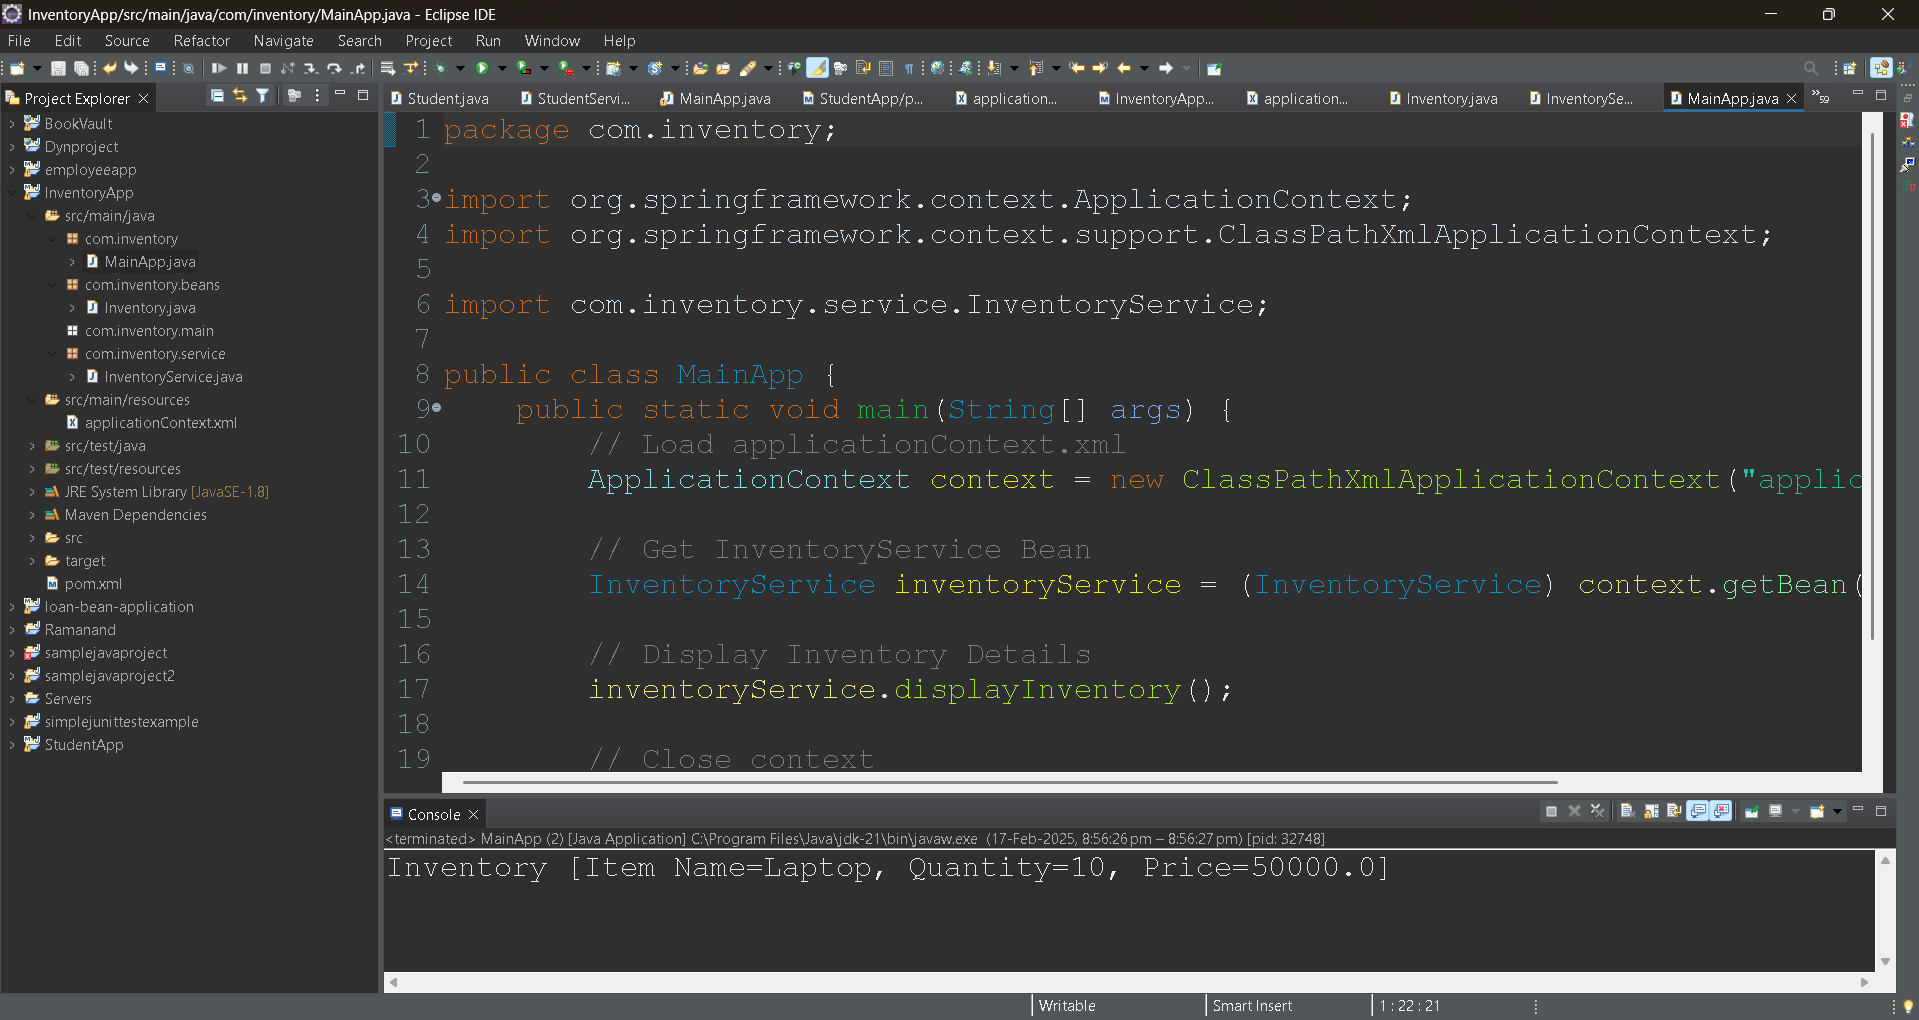 InventoryApp/src/main/java/com/inventory/MainApp.java - Eclipse IDE
File Edit Source Refactor Navigate Search Project Run Window Help
Project Explorer
BookVault
Dynproject
employeeapp
InventoryApp
src/main/java
com.inventory
MainApp.java
com.inventory.beans
Inventory.java
com.inventory.main
com.inventory.service
InventoryService.java
src/main/resources
applicationContext.xml
src/test/java
src/test/resources
JRE System Library [JavaSE-1.8]
Maven Dependencies
src
target
pom.xml
loan-bean-application
Ramanand
samplejavaproject
samplejavaproject2
Servers
simplejunittestexample
StudentApp
Student.java StudentServi... MainApp.java StudentApp/p... application... InventoryApp... application... Inventory.java InventorySe... MainApp.java »59
1 package com.inventory;
2
3 import org.springframework.context.ApplicationContext;
4 import org.springframework.context.support.ClassPathXmlApplicationContext;
5
6 import com.inventory.service.InventoryService;
7
8 public class MainApp {
9 public static void main(String[] args) {
10 // Load applicationContext.xml
11 ApplicationContext context = new ClassPathXmlApplicationContext("applic
12
13 // Get InventoryService Bean
14 InventoryService inventoryService = (InventoryService) context.getBean(
15
16 // Display Inventory Details
17 inventoryService.displayInventory();
18
19 // Close context
Console
<terminated> MainApp (2) [Java Application] C:\Program Files\Java\jdk-21\bin\javaw.exe (17-Feb-2025, 8:56:26 pm – 8:56:27 pm) [pid: 32748]
Inventory [Item Name=Laptop, Quantity=10, Price=50000.0]
Writable Smart Insert 1 : 22 : 21